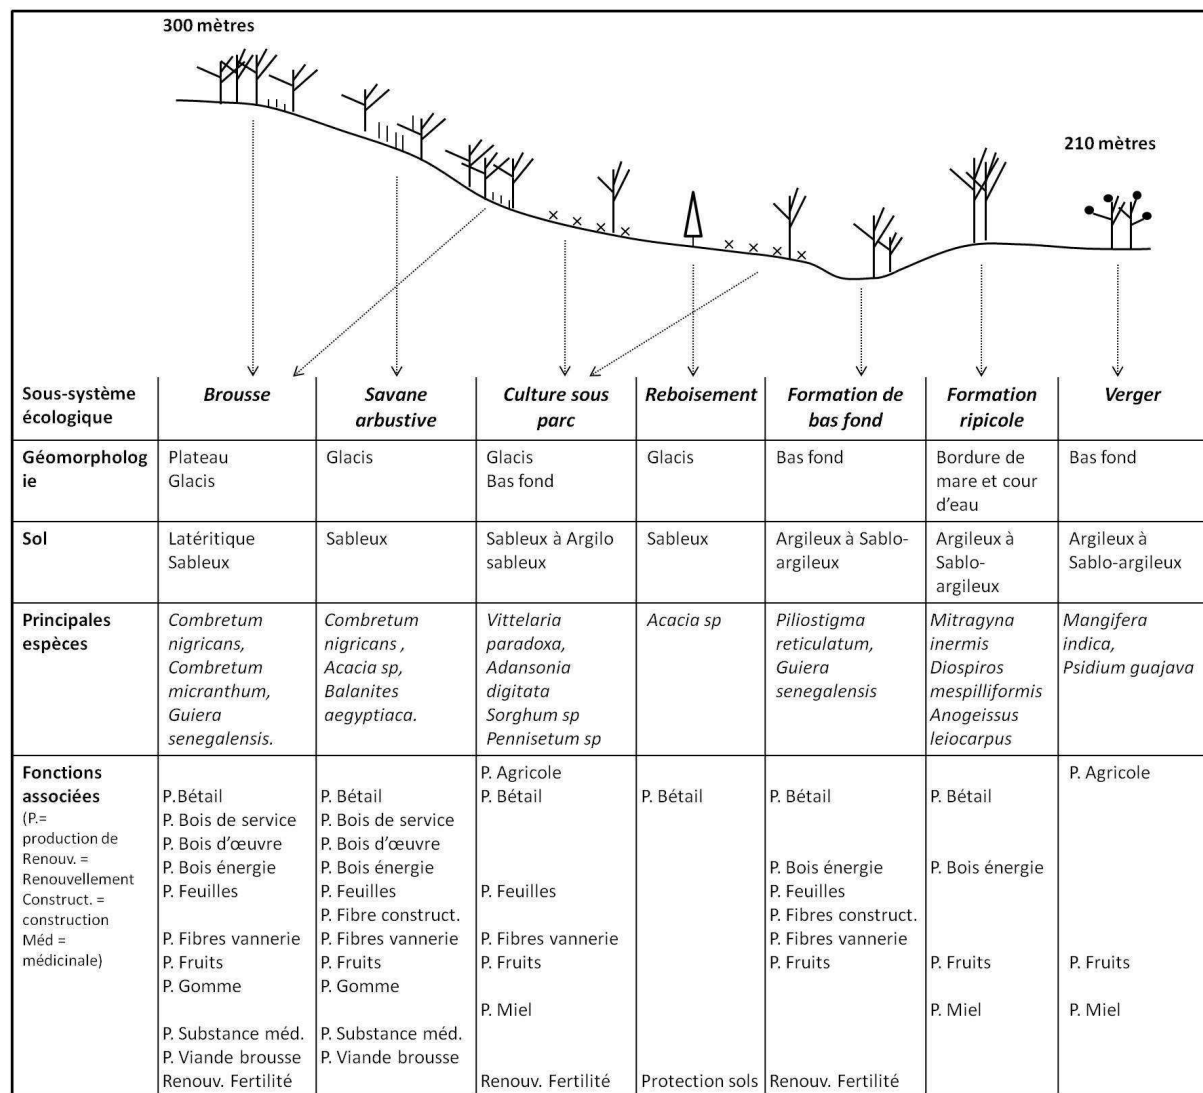 300 mètres
210 mètres
Sous-système
écologique
Brousse
Savane
arbustive
Culture sous
parc
Reboisement
Formation de
bas fond
Formation
ripicole
Verger
Géomorpholog
ie
Plateau
Glacis
Glacis
Glacis
Bas fond
Glacis
Bas fond
Bordure de
mare et cour
d'eau
Bas fond
Sol
Latéritique
Sableux
Sableux
Sableux à Argilo
sableux
Sableux
Argileux à Sablo-
argileux
Argileux à
Sablo-
argileux
Argileux à
Sablo-argileux
Principales
espèces
Combretum
nigricans,
Combretum
micranthum,
Guiera
senegalensis.
Combretum
nigricans ,
Acacia sp,
Balanites
aegyptiaca.
Vittelaria
paradoxa,
Adansonia
digitata
Sorghum sp
Pennisetum sp
Acacia sp
Piliostigma
reticulatum,
Guiera
senegalensis
Mitragyna
inermis
Diospiros
mespilliformis
Anogeissus
leiocarpus
Mangifera
indica,
Psidium guajava
Fonctions
associées
(P.=
production de
Renouv. =
Renouvellement
Construct. =
construction
Méd =
médicinale)
P.Bétail
P. Bois de service
P. Bois d'œuvre
P. Bois énergie
P. Feuilles
P. Fibres vannerie
P. Fruits
P. Gomme
P. Substance méd.
P. Viande brousse
Renouv. Fertilité
P. Bétail
P. Bois de service
P. Bois d'œuvre
P. Bois énergie
P. Feuilles
P. Fibre construct.
P. Fibres vannerie
P. Fruits
P. Gomme
P. Substance méd.
P. Viande brousse
P. Agricole
P. Bétail
P. Feuilles
P. Fibres vannerie
P. Fruits
P. Miel
Renouv. Fertilité
P. Bétail
Protection sols
P. Bétail
P. Bois énergie
P. Feuilles
P. Fibres construct.
P. Fibres vannerie
P. Fruits
Renouv. Fertilité
P. Bétail
P. Bois énergie
P. Fruits
P. Miel
P. Agricole
P. Fruits
P. Miel